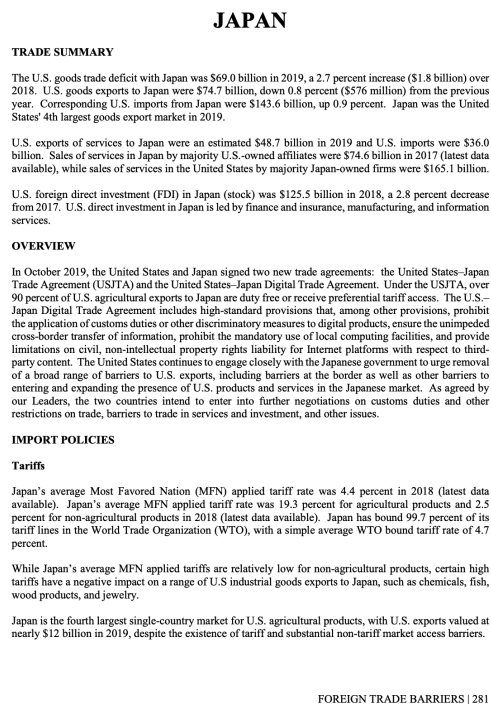 JAPAN
TRADE SUMMARY
The U.S. goods trade deficit with Japan was $69.0 billion in 2019, a 2.7 percent increase ($1.8 billion) over
2018. U.S. goods exports to Japan were $74.7 billion, down 0.8 percent ($576 million) from the previous
year. Corresponding U.S. imports from Japan were $143.6 billion, up 0.9 percent. Japan was the United
States' 4th largest goods export market in 2019.
U.S. exports of services to Japan were an estimated $48.7 billion in 2019 and U.S. imports were $36.0
billion. Sales of services in Japan by majority U.S.-owned affiliates were $74.6 billion in 2017 (latest data
available), while sales of services in the United States by majority Japan-owned firms were $165.1 billion.
U.S. foreign direct investment (FDI) in Japan (stock) was $125.5 billion in 2018, a 2.8 percent decrease
from 2017. U.S. direct investment in Japan is led by finance and insurance, manufacturing, and information
services.
OVERVIEW
In October 2019, the United States and Japan signed two new trade agreements: the United States–Japan
Trade Agreement (USJTA) and the United States–Japan Digital Trade Agreement. Under the USJTA, over
90 percent of U.S. agricultural exports to Japan are duty free or receive preferential tariff access. The U.S.–
Japan Digital Trade Agreement includes high-standard provisions that, among other provisions, prohibit
the application of customs duties or other discriminatory measures to digital products, ensure the unimpeded
cross-border transfer of information, prohibit the mandatory use of local computing facilities, and provide
limitations on civil, non-intellectual property rights liability for Internet platforms with respect to third-
party content. The United States continues to engage closely with the Japanese government to urge removal
of a broad range of barriers to U.S. exports, including barriers at the border as well as other barriers to
entering and expanding the presence of U.S. products and services in the Japanese market. As agreed by
our Leaders, the two countries intend to enter into further negotiations on customs duties and other
restrictions on trade, barriers to trade in services and investment, and other issues.
IMPORT POLICIES
Tariffs
Japan's average Most Favored Nation (MFN) applied tariff rate was 4.4 percent in 2018 (latest data
available). Japan's average MFN applied tariff rate was 19.3 percent for agricultural products and 2.5
percent for non-agricultural products in 2018 (latest data available). Japan has bound 99.7 percent of its
tariff lines in the World Trade Organization (WTO), with a simple average WTO bound tariff rate of 4.7
percent.
While Japan's average MFN applied tariffs are relatively low for non-agricultural products, certain high
tariffs have a negative impact on a range of U.S industrial goods exports to Japan, such as chemicals, fish,
wood products, and jewelry.
Japan is the fourth largest single-country market for U.S. agricultural products, with U.S. exports valued at
nearly $12 billion in 2019, despite the existence of tariff and substantial non-tariff market access barriers.
FOREIGN TRADE BARRIERS | 281